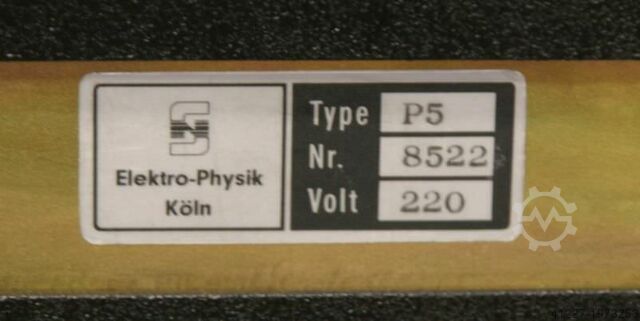 Elektro-Physik
Köln
Type P5
Nr. 8522
Volt 220